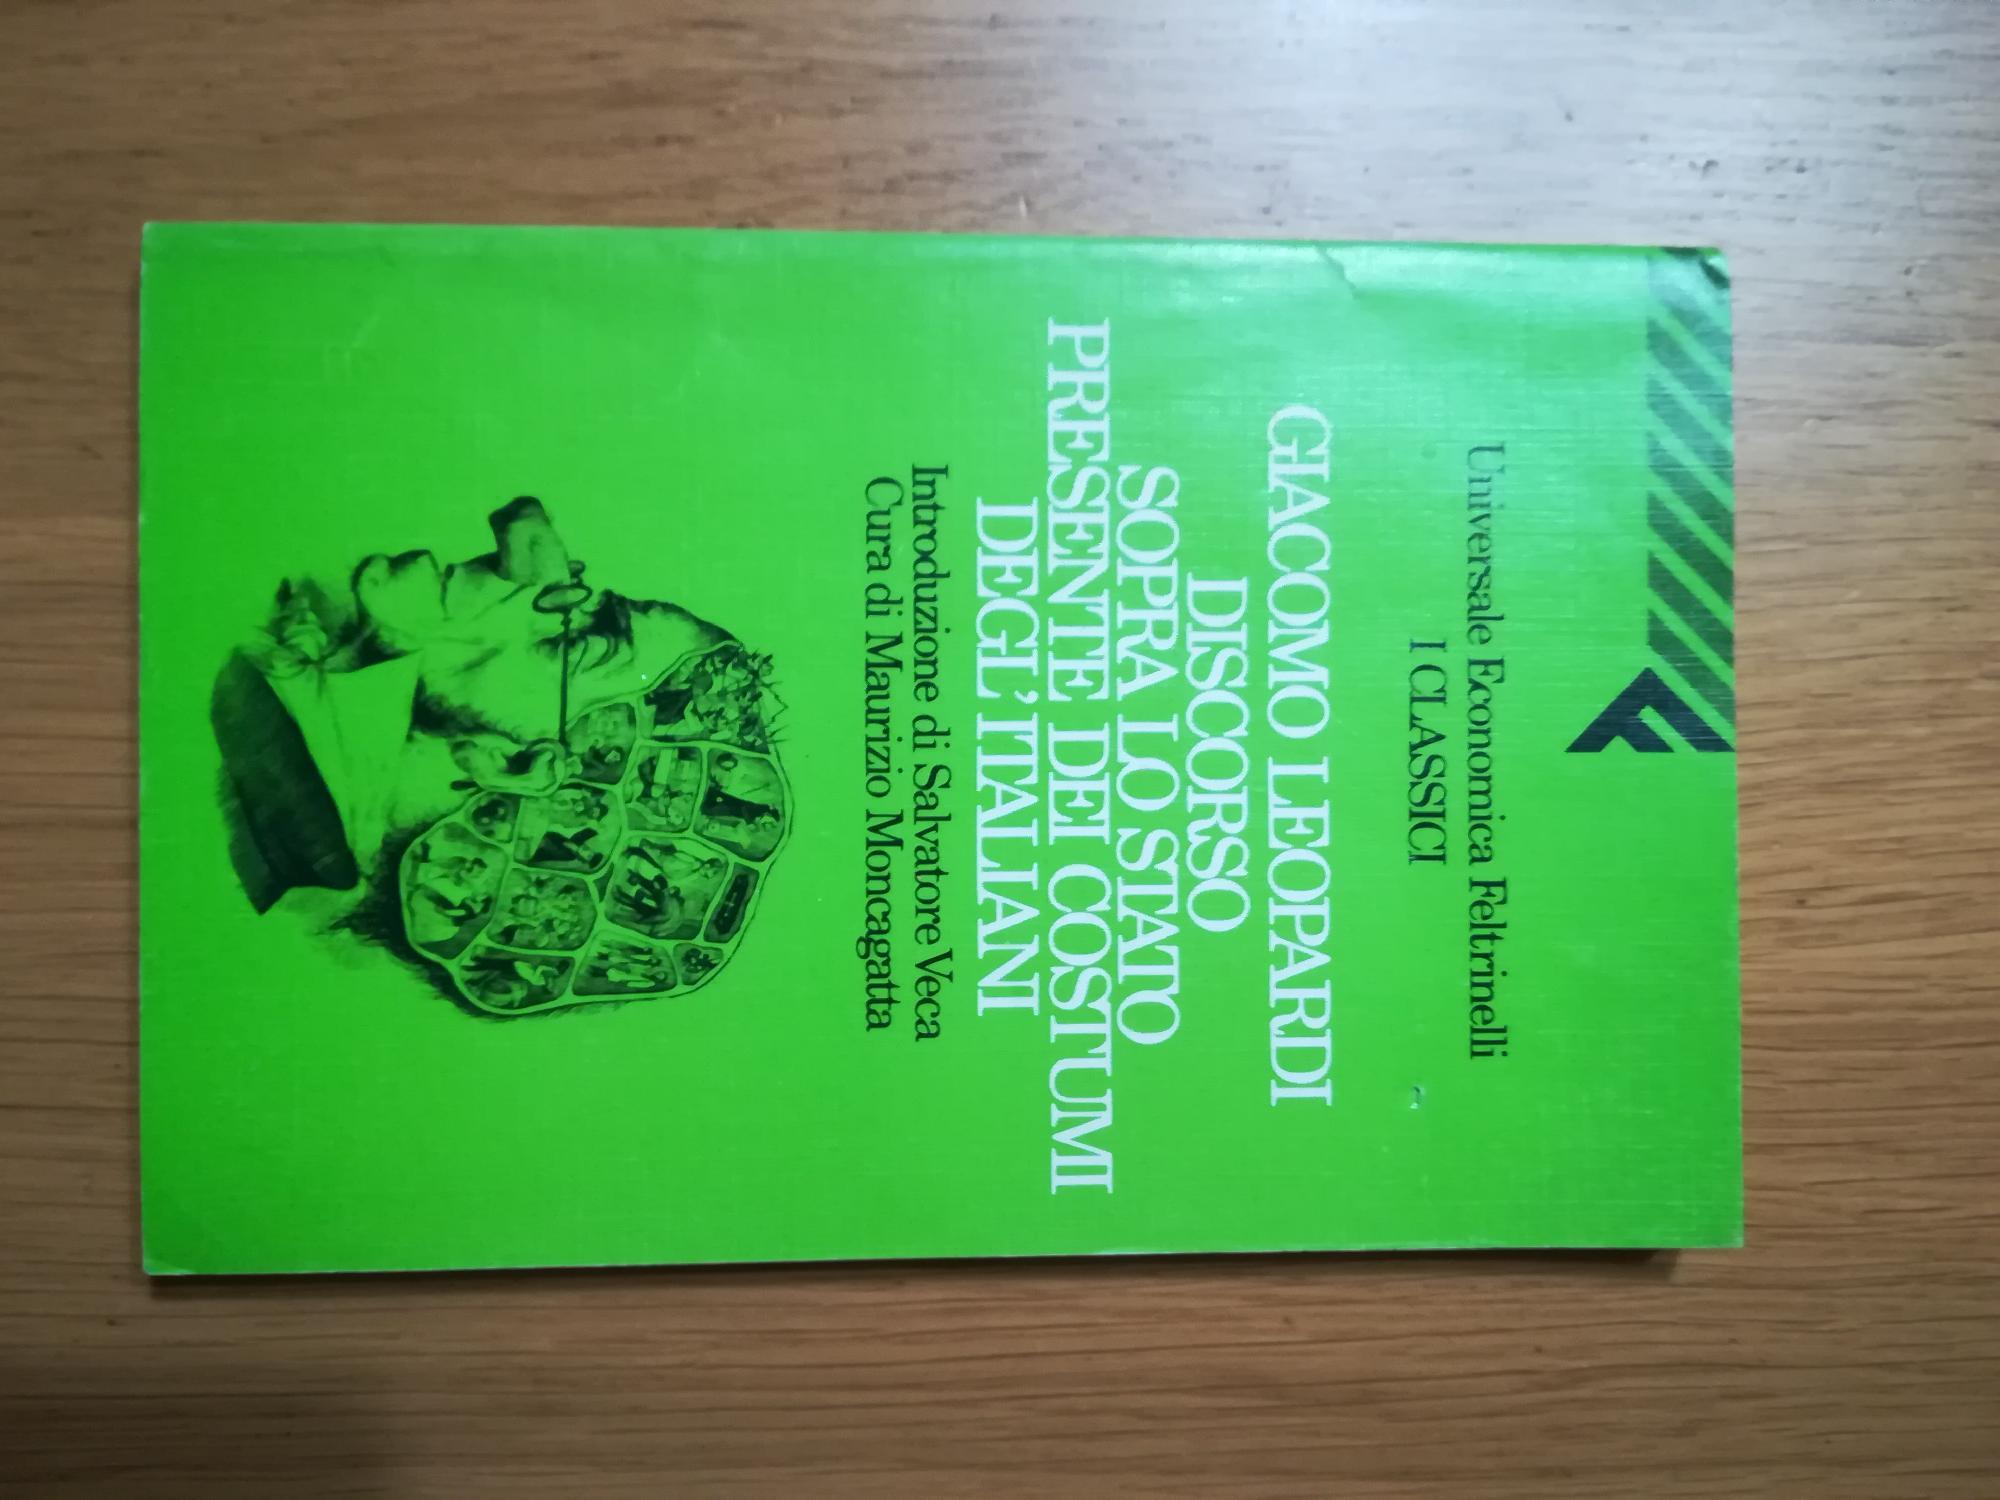 Universale Economica Feltrinelli
I CLASSICI
GIACOMO LEOPARDI
DISCORSO
SOPRA LO STATO
PRESENTE DEI COSTUMI
DEGL'ITALIANI
Introduzione di Salvatore Veca
Cura di Maurizio Moncagatta